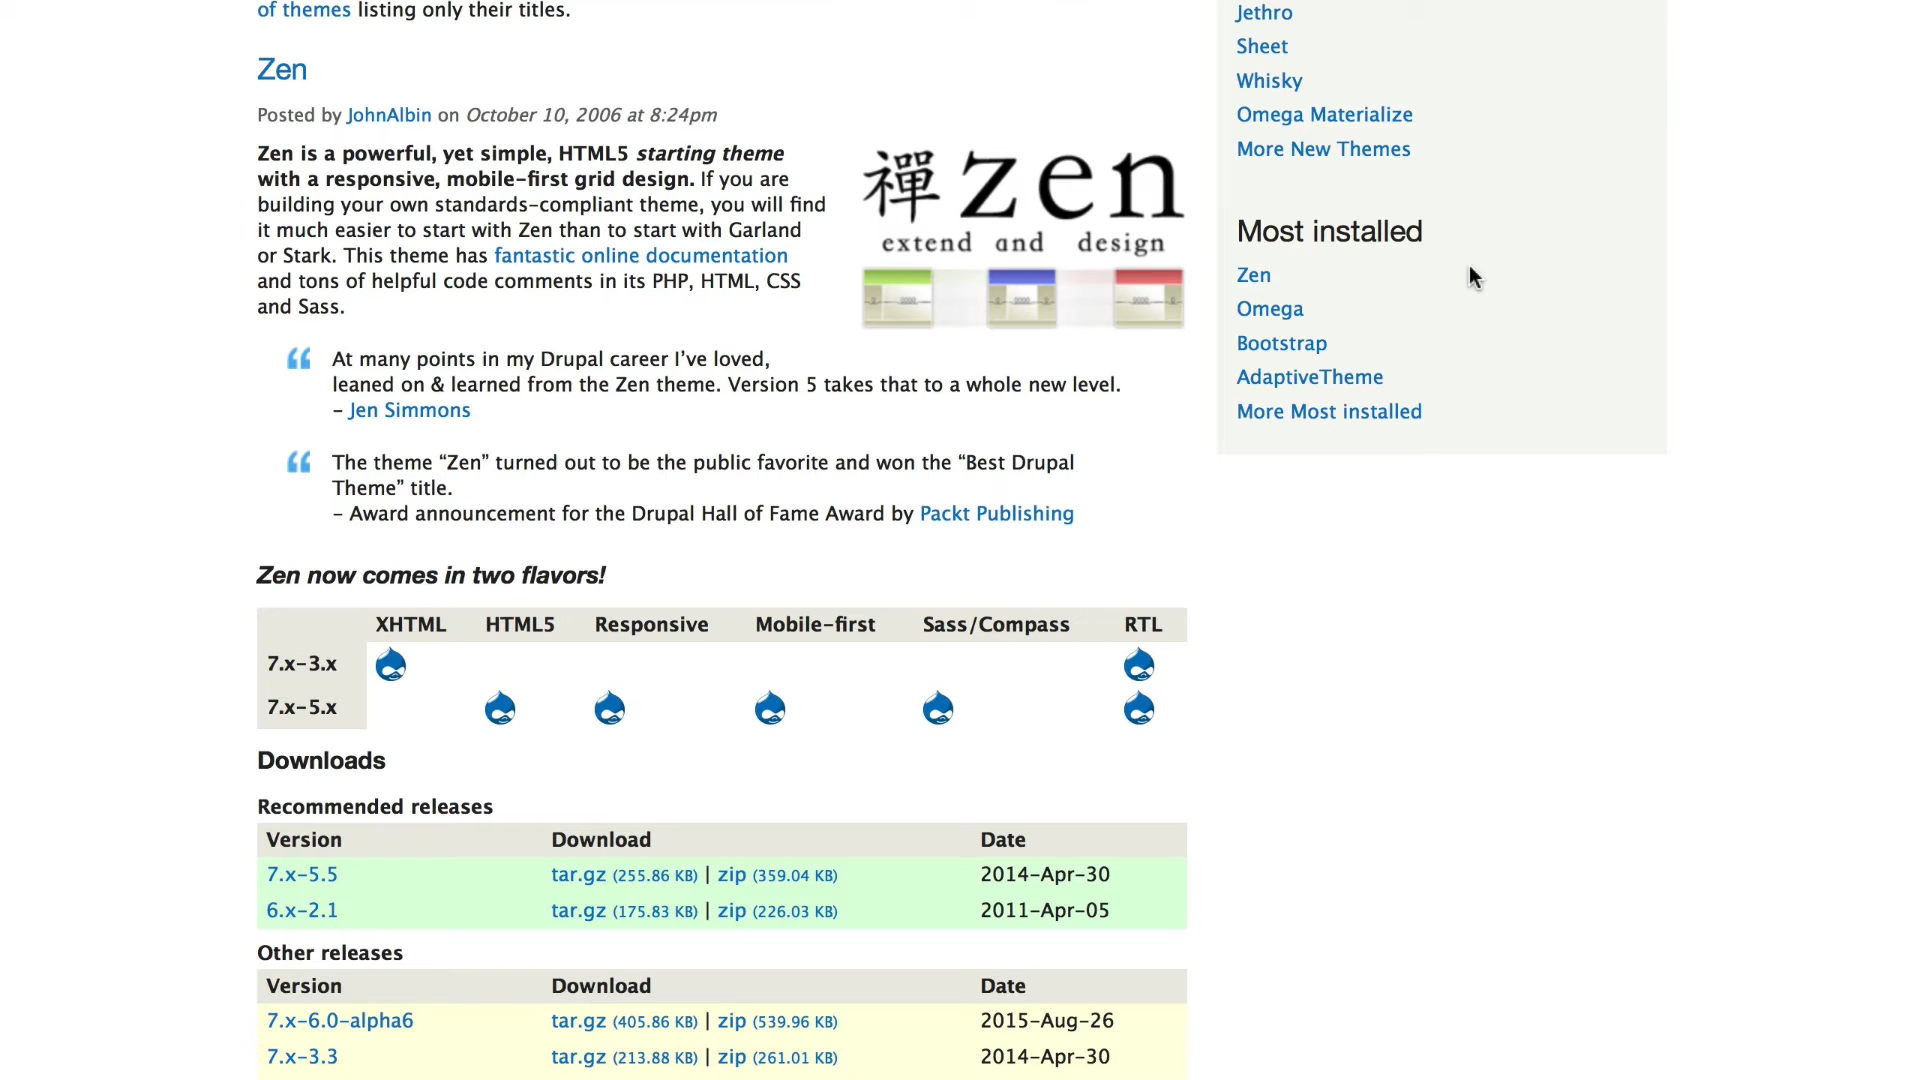 of themes listing only their titles.
Zen
Posted by JohnAlbin on October 10, 2006 at 8:24pm
Zen is a powerful, yet simple, HTML5 starting theme
with a responsive, mobile-first grid design. If you are
building your own standards-compliant theme, you will find
it much easier to start with Zen than to start with Garland
or Stark. This theme has fantastic online documentation
and tons of helpful code comments in its PHP, HTML, CSS
and Sass.
禪 zen
extend and design
“ At many points in my Drupal career I’ve loved,
leaned on & learned from the Zen theme. Version 5 takes that to a whole new level.
– Jen Simmons
“ The theme “Zen” turned out to be the public favorite and won the “Best Drupal
Theme” title.
– Award announcement for the Drupal Hall of Fame Award by Packt Publishing
Zen now comes in two flavors!
XHTML HTML5 Responsive Mobile-first Sass/Compass RTL
7.x-3.x
7.x-5.x
Downloads
Recommended releases
Version Download Date
7.x-5.5 tar.gz (255.86 KB) | zip (359.04 KB) 2014-Apr-30
6.x-2.1 tar.gz (175.83 KB) | zip (226.03 KB) 2011-Apr-05
Other releases
Version Download Date
7.x-6.0-alpha6 tar.gz (405.86 KB) | zip (539.96 KB) 2015-Aug-26
7.x-3.3 tar.gz (213.88 KB) | zip (261.01 KB) 2014-Apr-30
Jethro
Sheet
Whisky
Omega Materialize
More New Themes
Most installed
Zen
Omega
Bootstrap
AdaptiveTheme
More Most installed